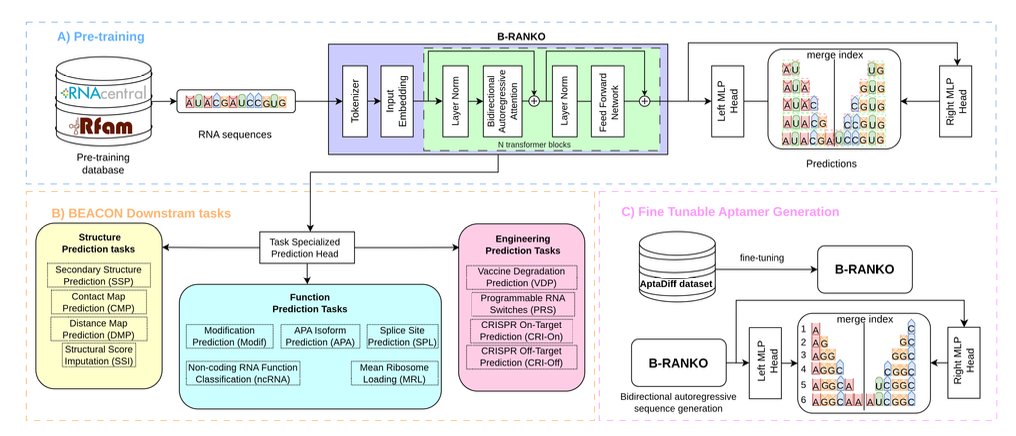 A) Pre-training
RNAcentral
Rfam
Pre-training
database
AUACGAUCCGUG
RNA sequences
B-RANKO
Tokenizer
Input
Embedding
Layer Norm
Bidirectional
Autoregressive
Attention
Layer Norm
Feed Forward
Network
N transformer blocks
Left MLP
Head
merge index
AU UG
AUA GUG
AUAC CGUG
AUACG CCGUG
AUACGAUCCGUG
Predictions
Right MLP
Head
B) BEACON Downstram tasks
Structure
Prediction tasks
Secondary Structure
Prediction (SSP)
Contact Map
Prediction (CMP)
Distance Map
Prediction (DMP)
Structural Score
Imputation (SSI)
Task Specialized
Prediction Head
Function
Prediction Tasks
Modification
Prediction (Modif)
APA Isoform
Prediction (APA)
Splice Site
Prediction (SPL)
Non-coding RNA Function
Classification (ncRNA)
Mean Ribosome
Loading (MRL)
Engineering
Prediction Tasks
Vaccine Degradation
Prediction (VDP)
Programmable RNA
Switches (PRS)
CRISPR On-Target
Prediction (CRI-On)
CRISPR Off-Target
Prediction (CRI-Off)
C) Fine Tunable Aptamer Generation
AptaDiff dataset
fine-tuning
B-RANKO
B-RANKO
Bidirectional autoregressive
sequence generation
Left MLP
Head
merge index
1 A C
2 AG GC
3 AGG GGC
4 AGGC CGGC
5 AGGCA UCGGC
6 AGGCAAAUCGGC
Right MLP
Head